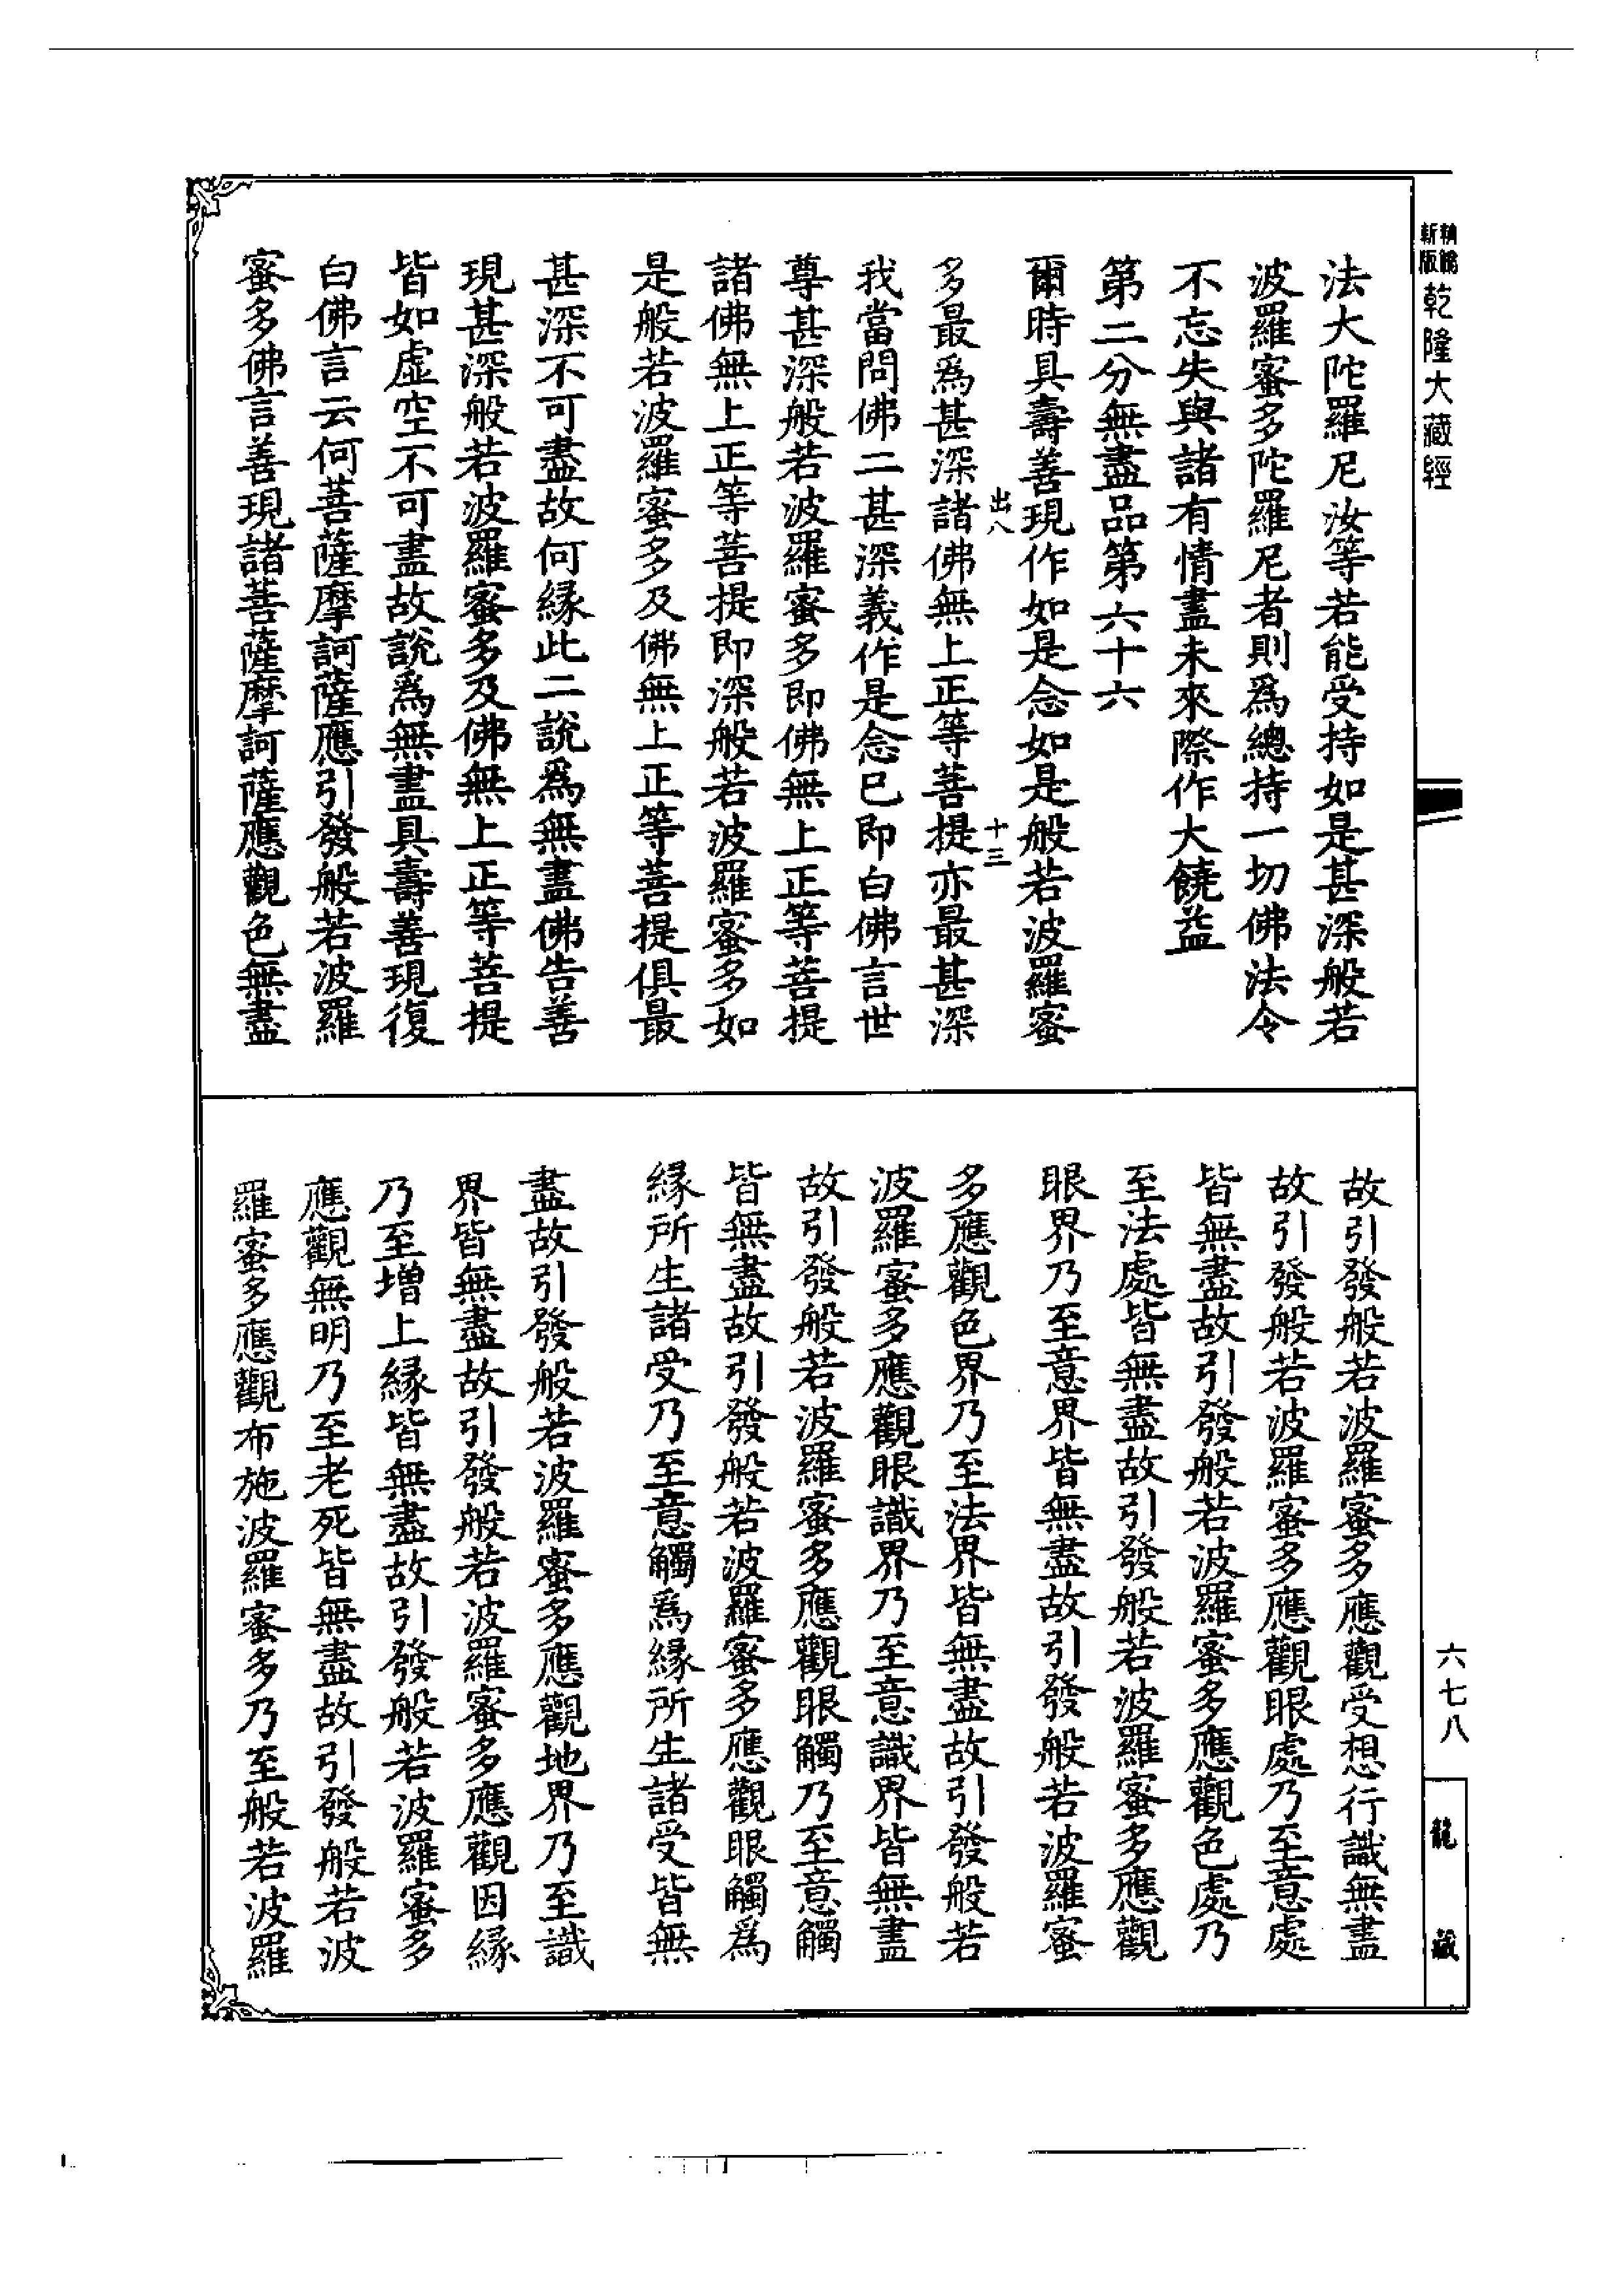 新版
精縮
乾隆大藏經
法大陀羅尼汝等若能受持如是甚深般若
波羅蜜多陀羅尼者則爲總持一切佛法令
不忘失與諸有情盡未來際作大饒益
第二分無盡品第六十六
爾時具壽善現作如是念如是般若波羅蜜
出八
十三
多最爲甚深諸佛無上正等菩提亦最甚深
我當問佛二甚深義作是念已即白佛言世
尊甚深般若波羅蜜多即佛無上正等菩提
諸佛無上正等菩提即深般若波羅蜜多如
是般若波羅蜜多及佛無上正等菩提俱最
甚深不可盡故何緣此二說爲無盡佛告善
現甚深般若波羅蜜多及佛無上正等菩提
皆如虛空不可盡故說爲無盡具壽善現復
白佛言云何菩薩摩訶薩應引發般若波羅
蜜多佛言善現諸菩薩摩訶薩應觀色無盡
故引發般若波羅蜜多應觀受想行識無盡
故引發般若波羅蜜多應觀眼處乃至意處
皆無盡故引發般若波羅蜜多應觀色處乃
至法處皆無盡故引發般若波羅蜜多應觀
眼界乃至意界皆無盡故引發般若波羅蜜
多應觀色界乃至法界皆無盡故引發般若
波羅蜜多應觀眼識界乃至意識界皆無盡
故引發般若波羅蜜多應觀眼觸乃至意觸
皆無盡故引發般若波羅蜜多應觀眼觸爲
緣所生諸受乃至意觸爲緣所生諸受皆無
盡故引發般若波羅蜜多應觀地界乃至識
界皆無盡故引發般若波羅蜜多應觀因緣
乃至增上緣皆無盡故引發般若波羅蜜多
應觀無明乃至老死皆無盡故引發般若波
羅蜜多應觀布施波羅蜜多乃至般若波羅
六七八
龍藏